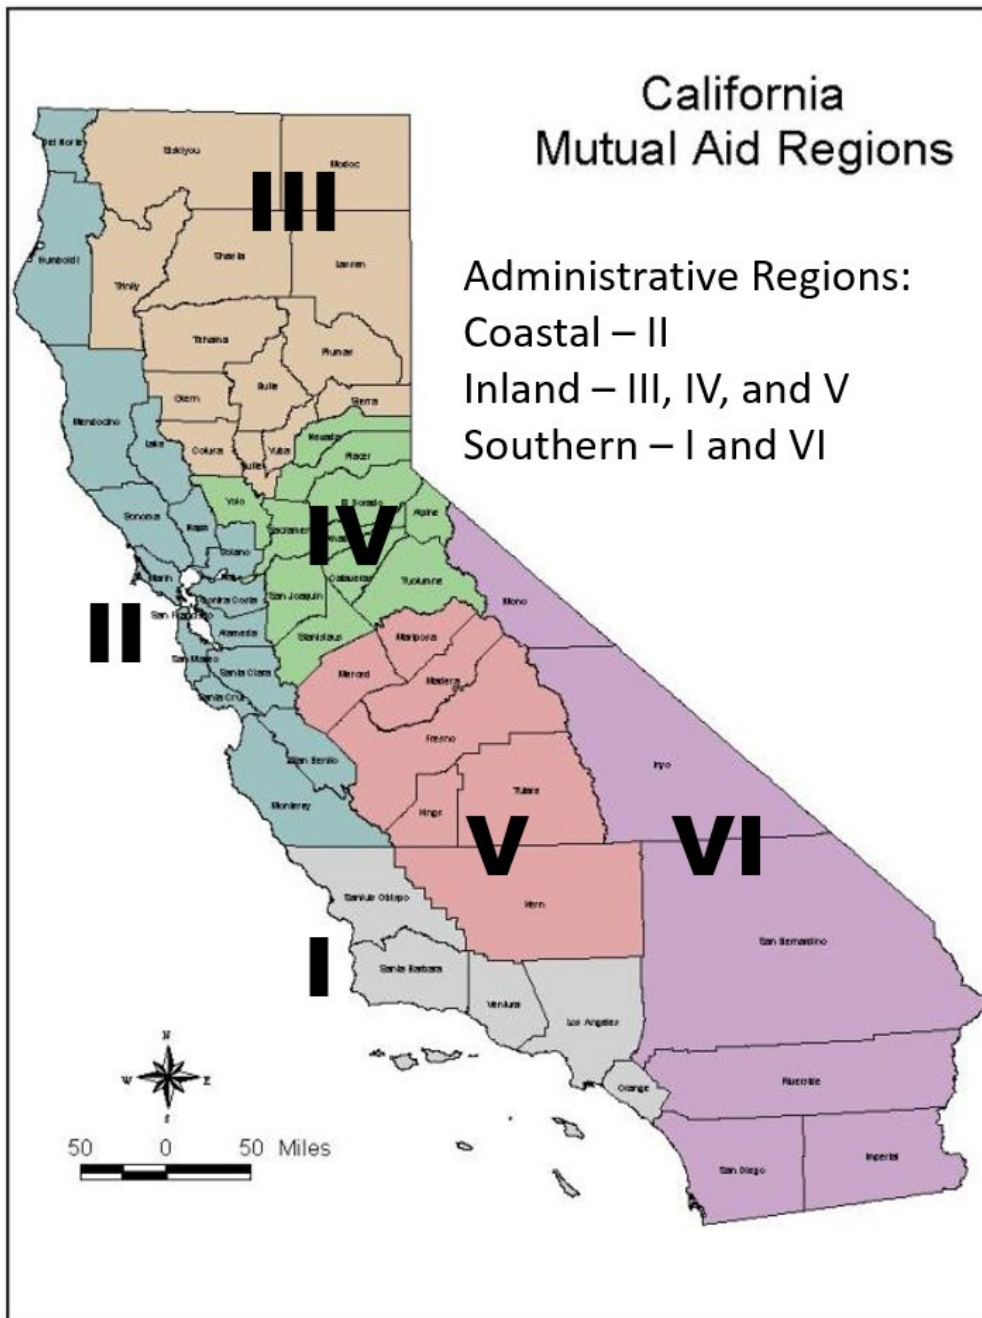 California
Mutual Aid Regions
Administrative Regions:
Coastal – II
Inland – III, IV, and V
Southern – I and VI
Del Norte
Siskiyou
Modoc
III
Humboldt
Trinity
Shasta
Lassen
Tehama
Plumas
Glenn
Butte
Sierra
Mendocino
Lake
Colusa
Yuba
Nevada
Placer
Yolo
El Dorado
Alpine
Sonoma
Napa
Solano
IV
Calaveras
Tuolumne
Marin
Contra Costa
San Joaquin
Mono
II
Alameda
Stanislaus
Mariposa
San Mateo
Santa Clara
Merced
Madera
Santa Cruz
Fresno
San Benito
Inyo
Monterey
Kings
Tulare
V
VI
San Luis Obispo
Kern
San Bernardino
I
Santa Barbara
Ventura
Los Angeles
Orange
Riverside
San Diego
Imperial
N
W
E
50 0 50 Miles